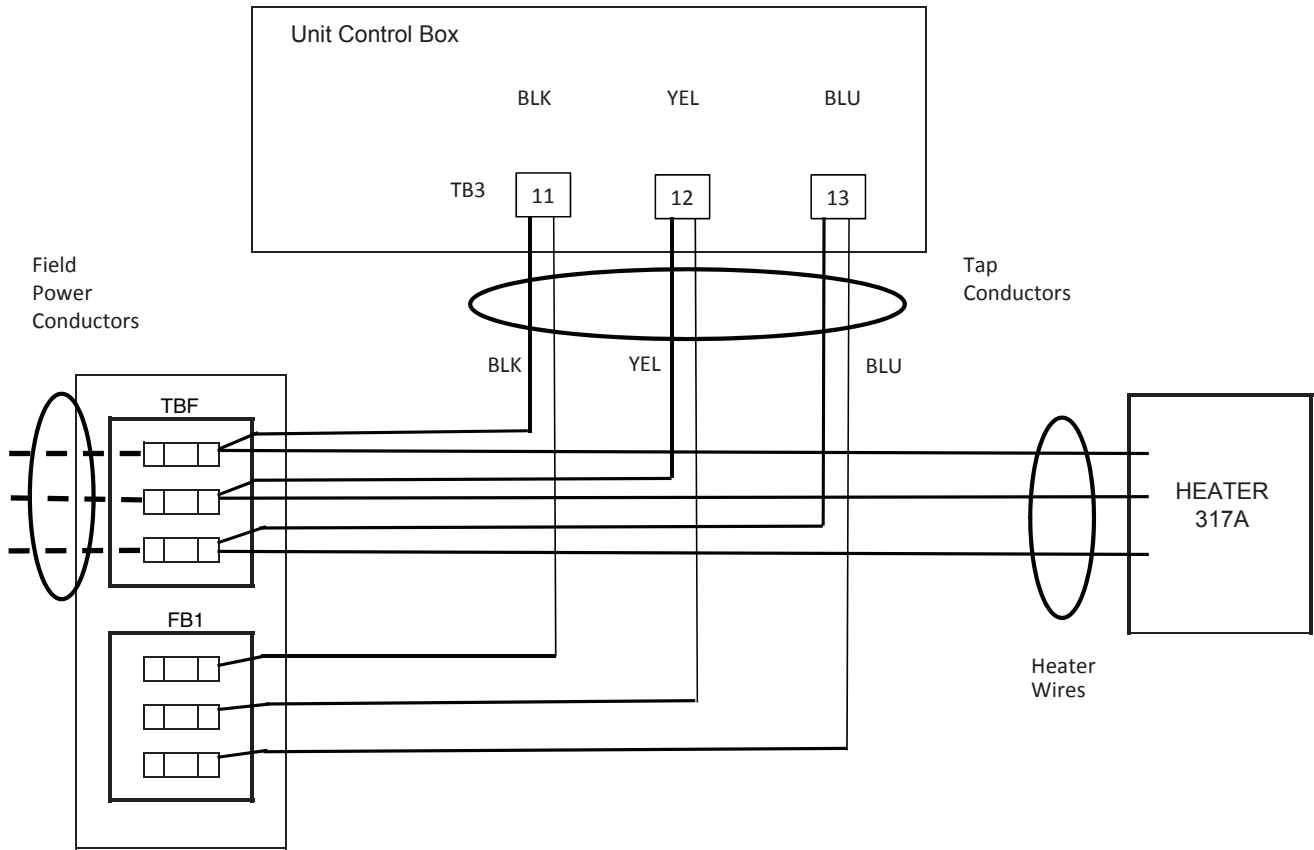 Unit Control Box
BLK
YEL
BLU
TB3
11
12
13
Field
Power
Conductors
Tap
Conductors
BLK
YEL
BLU
TBF
HEATER
317A
FB1
Heater
Wires